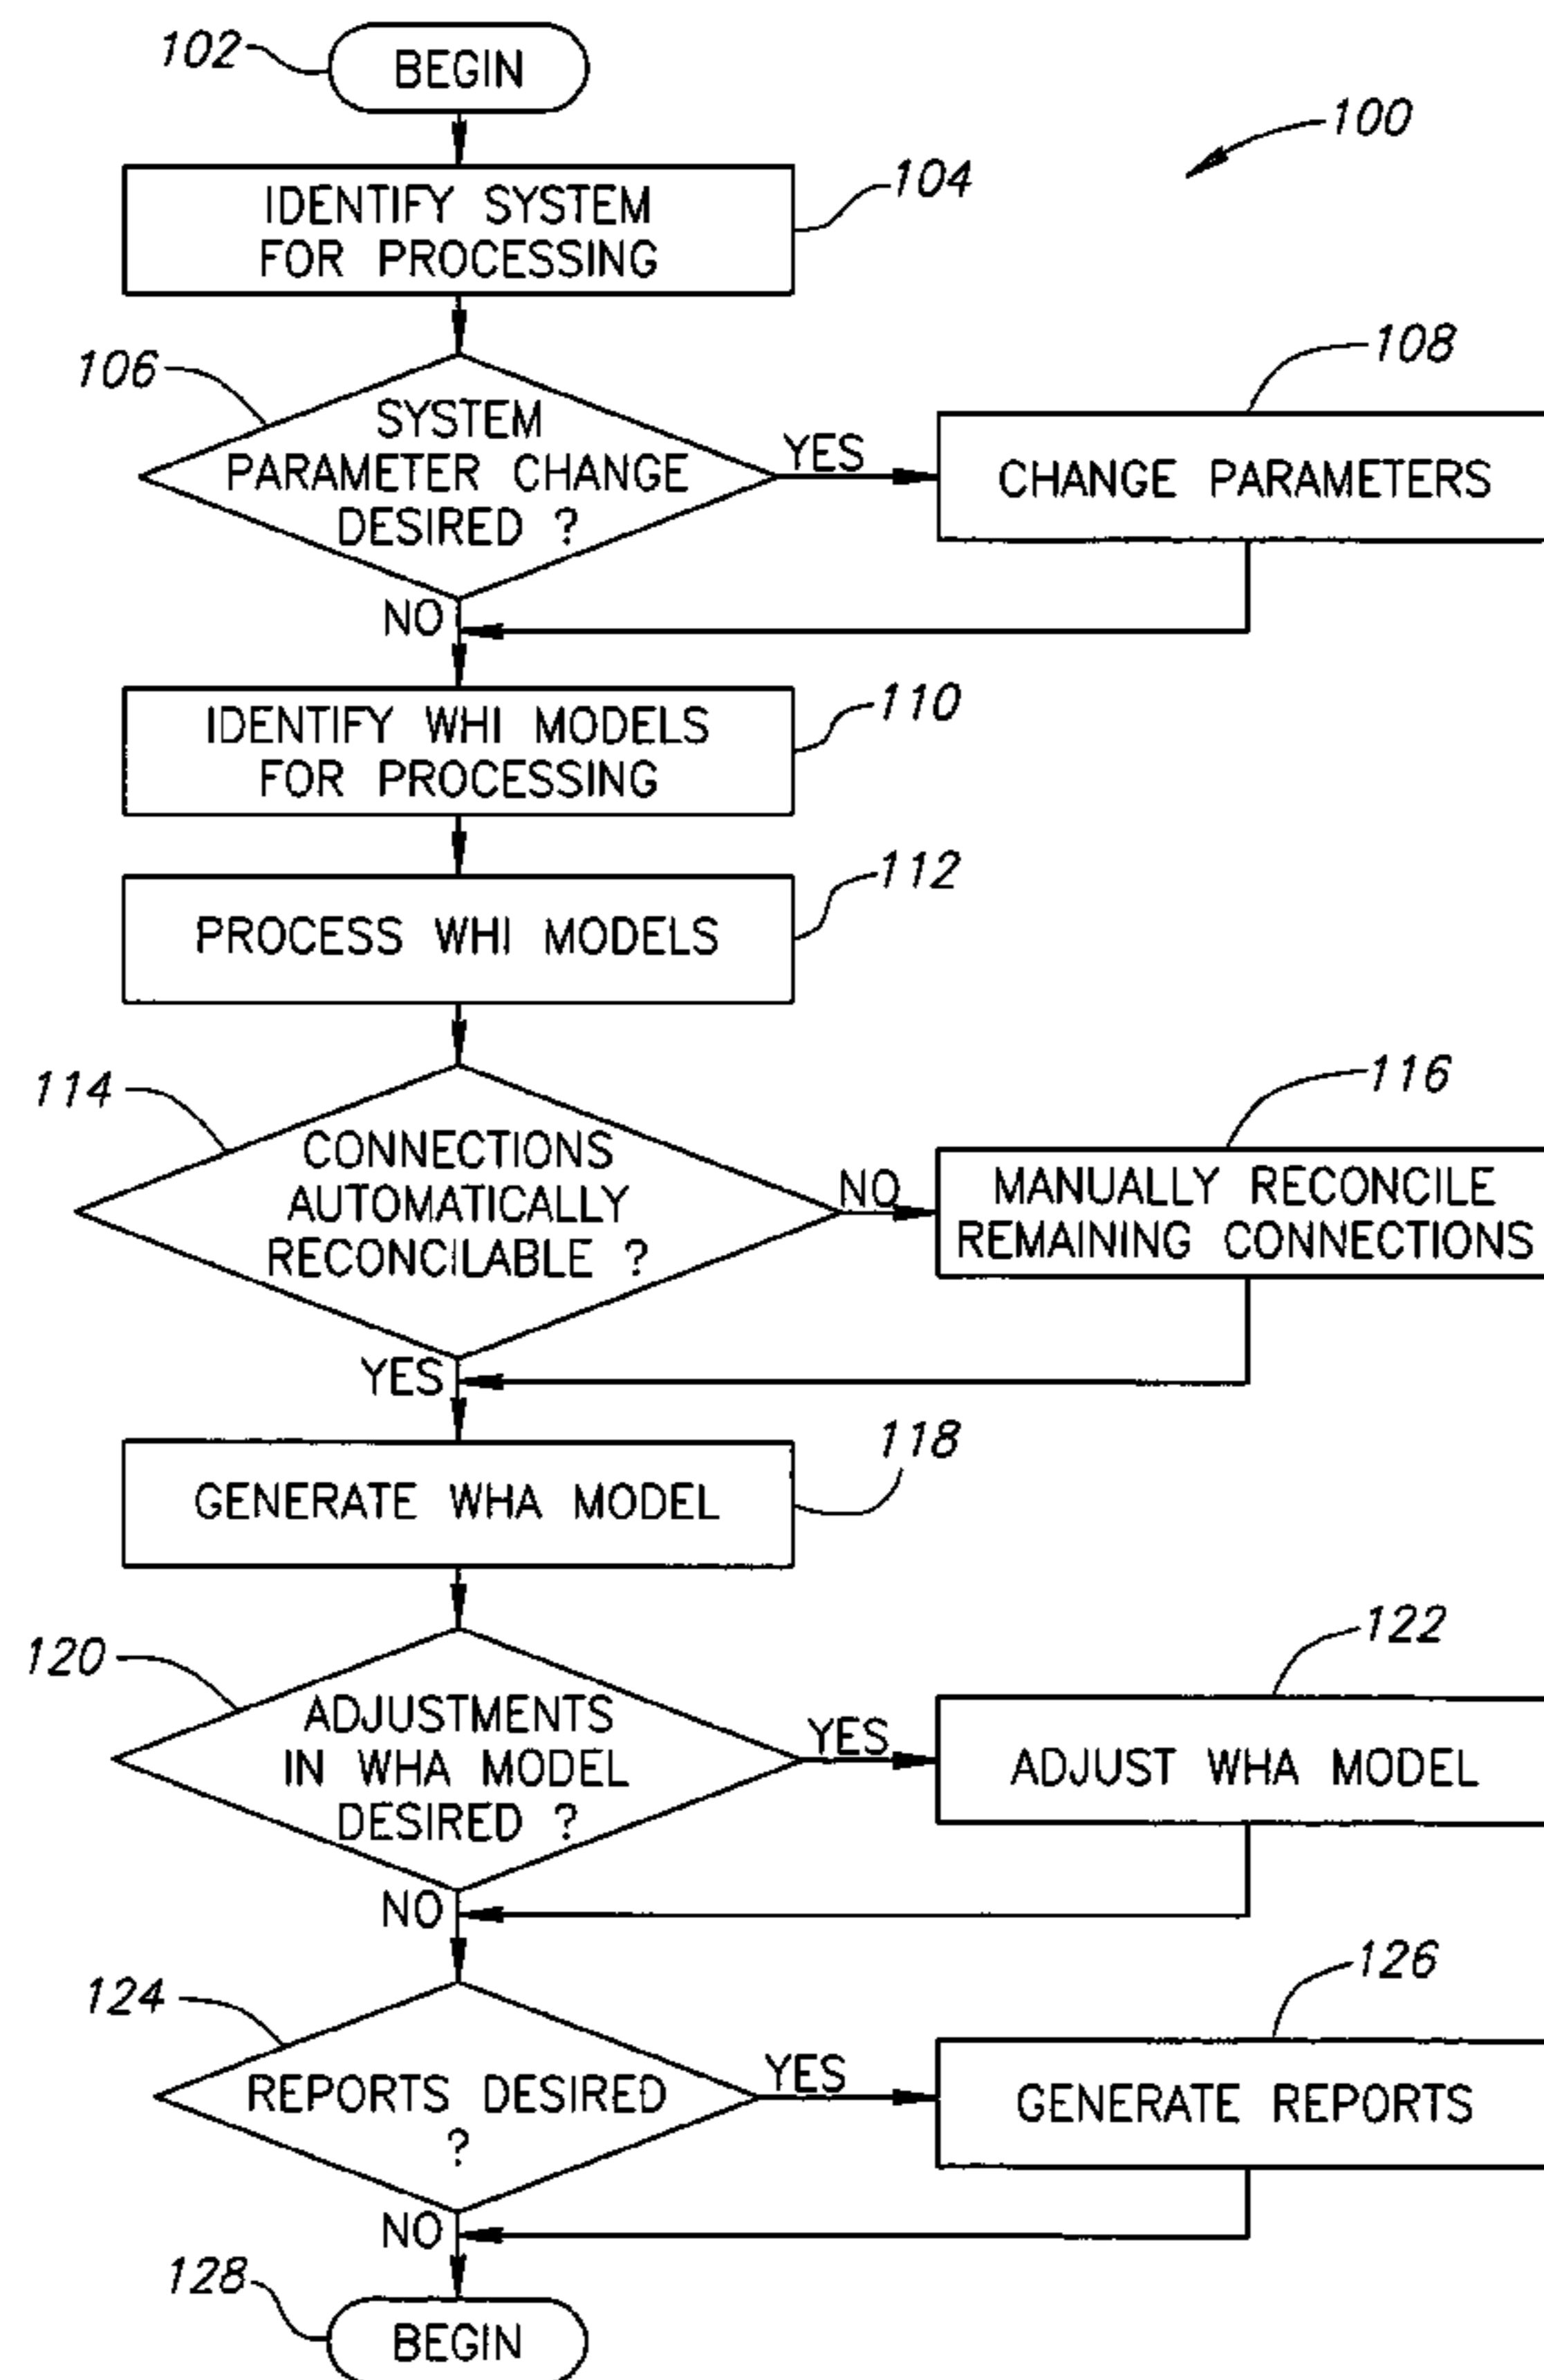 102
BEGIN
100
104
IDENTIFY SYSTEM
FOR PROCESSING
106
108
SYSTEM
PARAMETER CHANGE
DESIRED ?
YES
CHANGE PARAMETERS
NO
110
IDENTIFY WHI MODELS
FOR PROCESSING
112
PROCESS WHI MODELS
114
116
CONNECTIONS
AUTOMATICALLY
RECONCILABLE ?
NO
MANUALLY RECONCILE
REMAINING CONNECTIONS
YES
118
GENERATE WHA MODEL
120
122
ADJUSTMENTS
IN WHA MODEL
DESIRED ?
YES
ADJUST WHA MODEL
NO
124
126
REPORTS DESIRED
?
YES
GENERATE REPORTS
NO
128
BEGIN